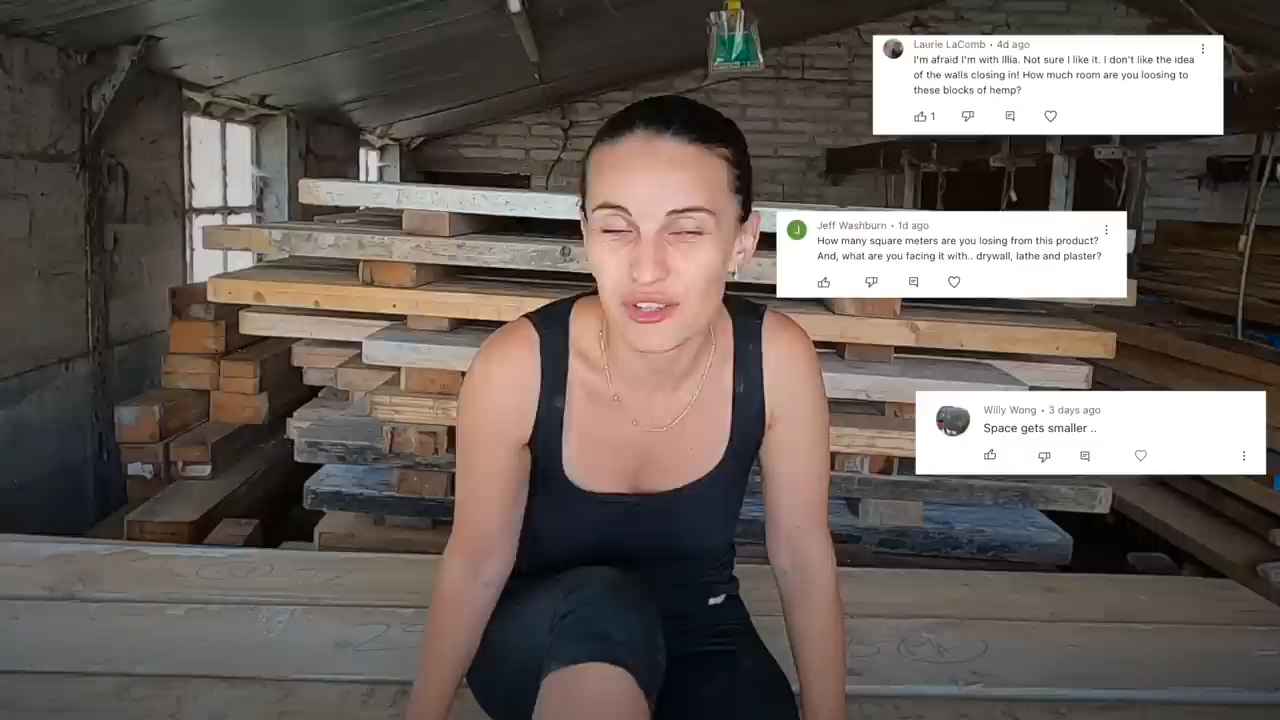 Laurie LaComb • 4d ago
I'm afraid I'm with Illia. Not sure I like it. I don't like the idea
of the walls closing in! How much room are you loosing to
these blocks of hemp?
1
J
Jeff Washburn • 1d ago
How many square meters are you losing from this product?
And, what are you facing it with.. drywall, lathe and plaster?
Willy Wong • 3 days ago
Space gets smaller ..